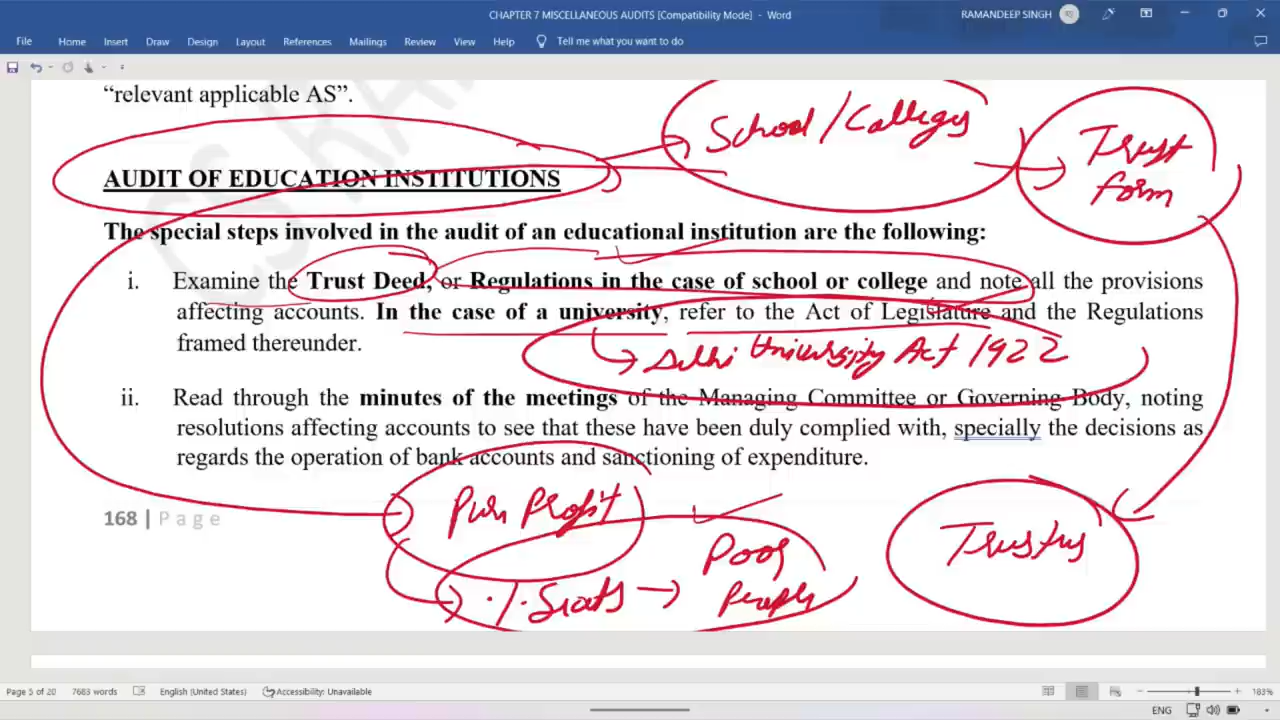 CHAPTER 7 MISCELLANEOUS AUDITS [Compatibility Mode] - Word
RAMANDEEP SINGH RS
File Home Insert Draw Design Layout References Mailings Review View Help Tell me what you want to do
“relevant applicable AS”.
School / Colleges
Trust
form
AUDIT OF EDUCATION INSTITUTIONS
The special steps involved in the audit of an educational institution are the following:
i. Examine the Trust Deed, or Regulations in the case of school or college and note all the provisions
affecting accounts. In the case of a university, refer to the Act of Legislature and the Regulations
framed thereunder.
Delhi University Act 1922
ii. Read through the minutes of the meetings of the Managing Committee or Governing Body, noting
resolutions affecting accounts to see that these have been duly complied with, specially the decisions as
regards the operation of bank accounts and sanctioning of expenditure.
168 | Page
Profit
Trustees
Poor
People
% Seats
Page 5 of 20 7683 words English (United States) Accessibility: Unavailable 183%
ENG